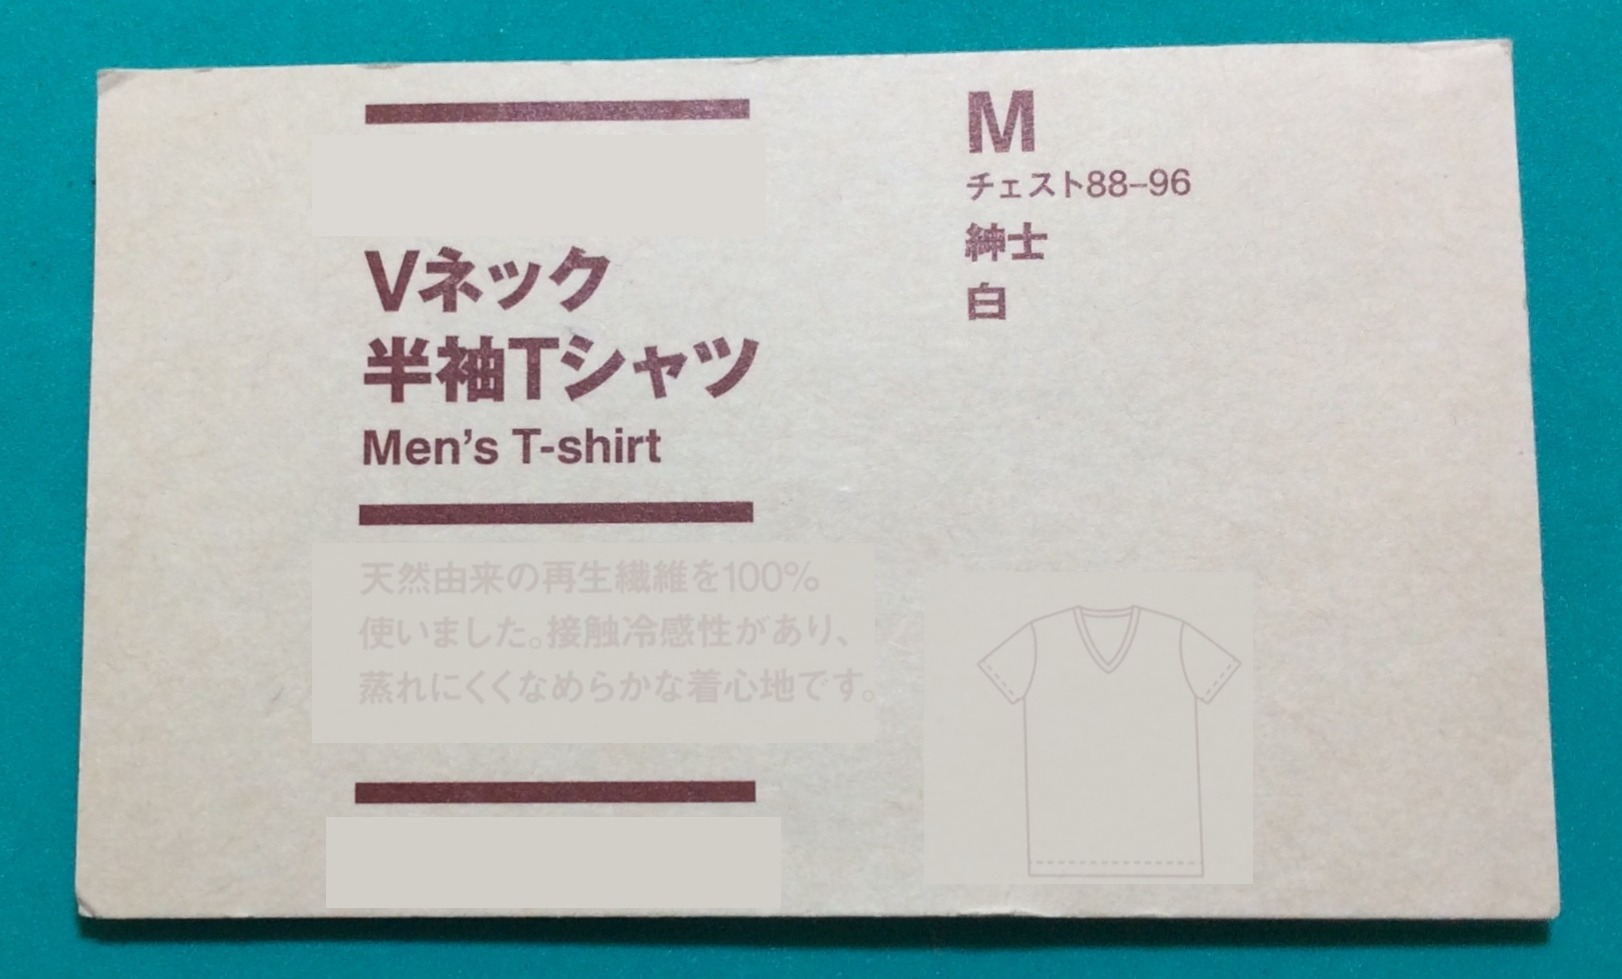 Vネック
半袖Tシャツ
Men's T-shirt
天然由来の再生繊維を100%
使いました。接触冷感性があり、
蒸れにくくなめらかな着心地です。
M
チェスト88-96
紳士
白